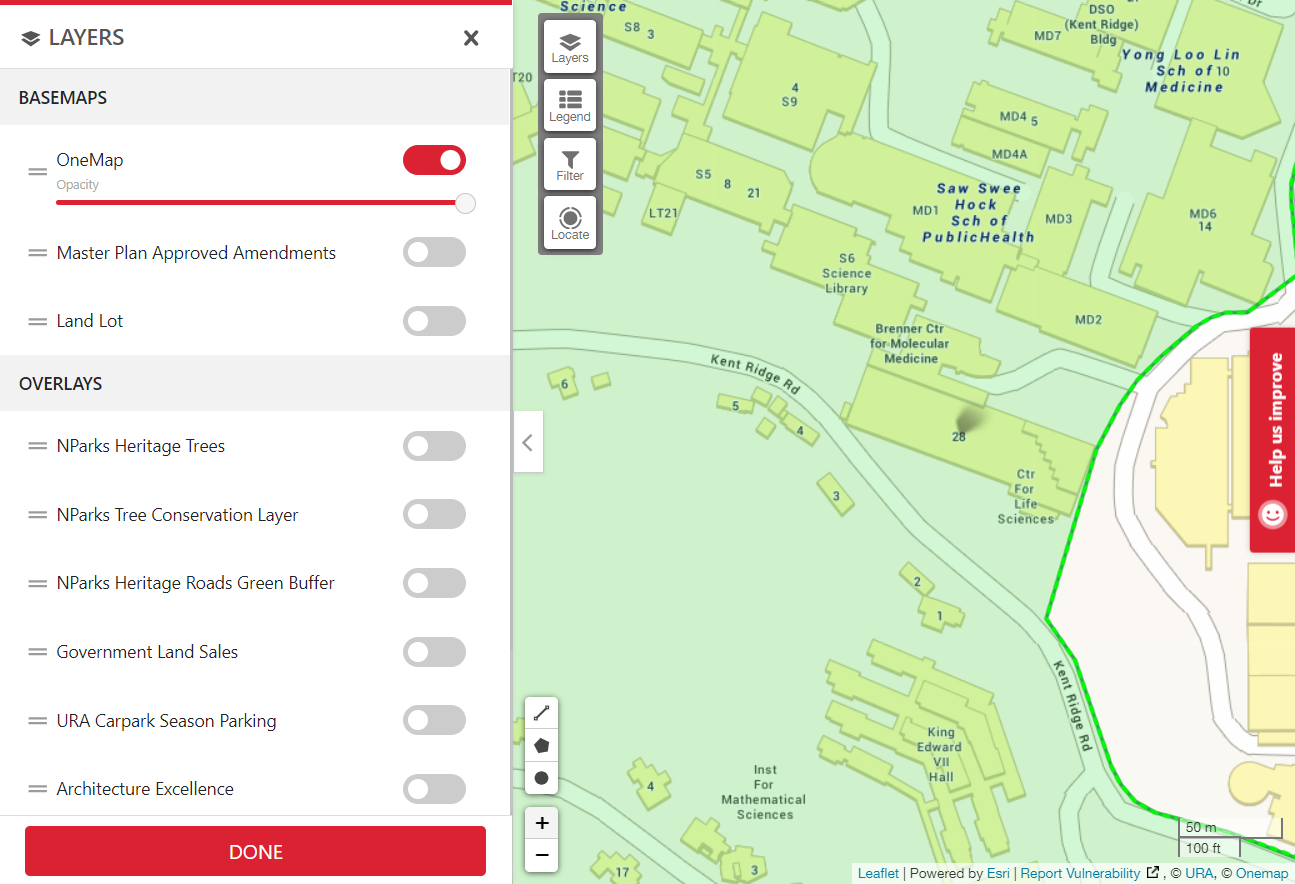 LAYERS
BASEMAPS
OneMap
Opacity
Master Plan Approved Amendments
Land Lot
OVERLAYS
NParks Heritage Trees
NParks Tree Conservation Layer
NParks Heritage Roads Green Buffer
Government Land Sales
URA Carpark Season Parking
Architecture Excellence
DONE
Layers
Legend
Filter
Locate
Science
S8
3
T20
4
S9
S5
8
21
LT21
DSO
(Kent Ridge)
Bldg
MD7
Yong Loo Lin
Sch of
Medicine
10
Dr
MD4
5
MD4A
Saw Swee
Hock
Sch of
PublicHealth
MD1
MD3
MD6
14
S6
Science
Library
MD2
Brenner Ctr
for Molecular
Medicine
Kent Ridge Rd
6
5
4
28
Ctr
For
Life
Sciences
3
2
1
Kent Ridge Rd
King
Edward
VII
Hall
Inst
For
Mathematical
Sciences
4
17
3
Help us improve
+
−
50 m
100 ft
Leaflet | Powered by Esri | Report Vulnerability , © URA, © Onemap